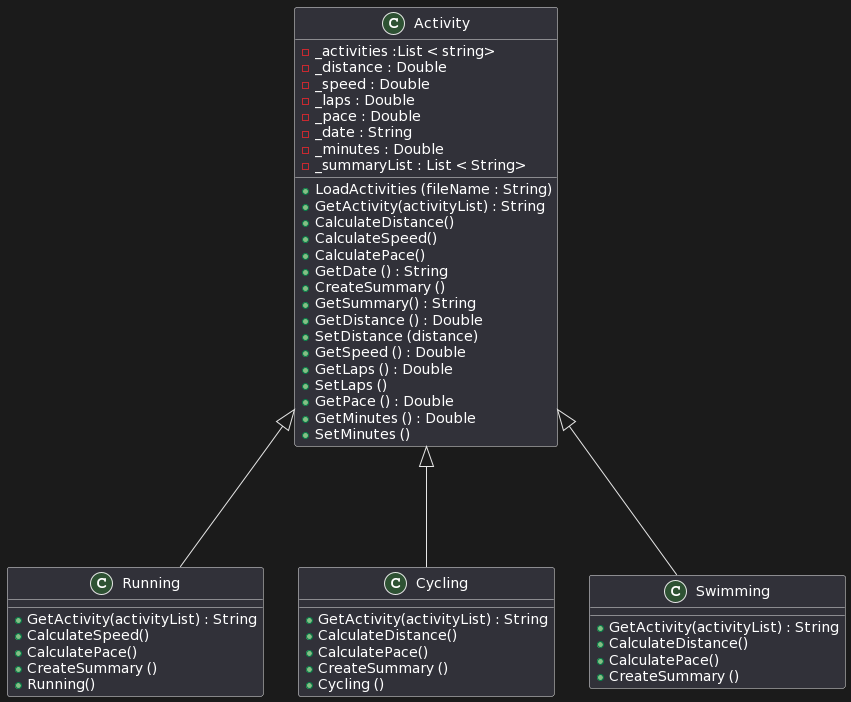 C Activity
_activities :List < string>
_distance : Double
_speed : Double
_laps : Double
_pace : Double
_date : String
_minutes : Double
_summaryList : List < String>
LoadActivities (fileName : String)
GetActivity(activityList) : String
CalculateDistance()
CalculateSpeed()
CalculatePace()
GetDate () : String
CreateSummary ()
GetSummary() : String
GetDistance () : Double
SetDistance (distance)
GetSpeed () : Double
GetLaps () : Double
SetLaps ()
GetPace () : Double
GetMinutes () : Double
SetMinutes ()
C Running
GetActivity(activityList) : String
CalculateSpeed()
CalculatePace()
CreateSummary ()
Running()
C Cycling
GetActivity(activityList) : String
CalculateDistance()
CalculatePace()
CreateSummary ()
Cycling ()
C Swimming
GetActivity(activityList) : String
CalculateDistance()
CalculatePace()
CreateSummary ()